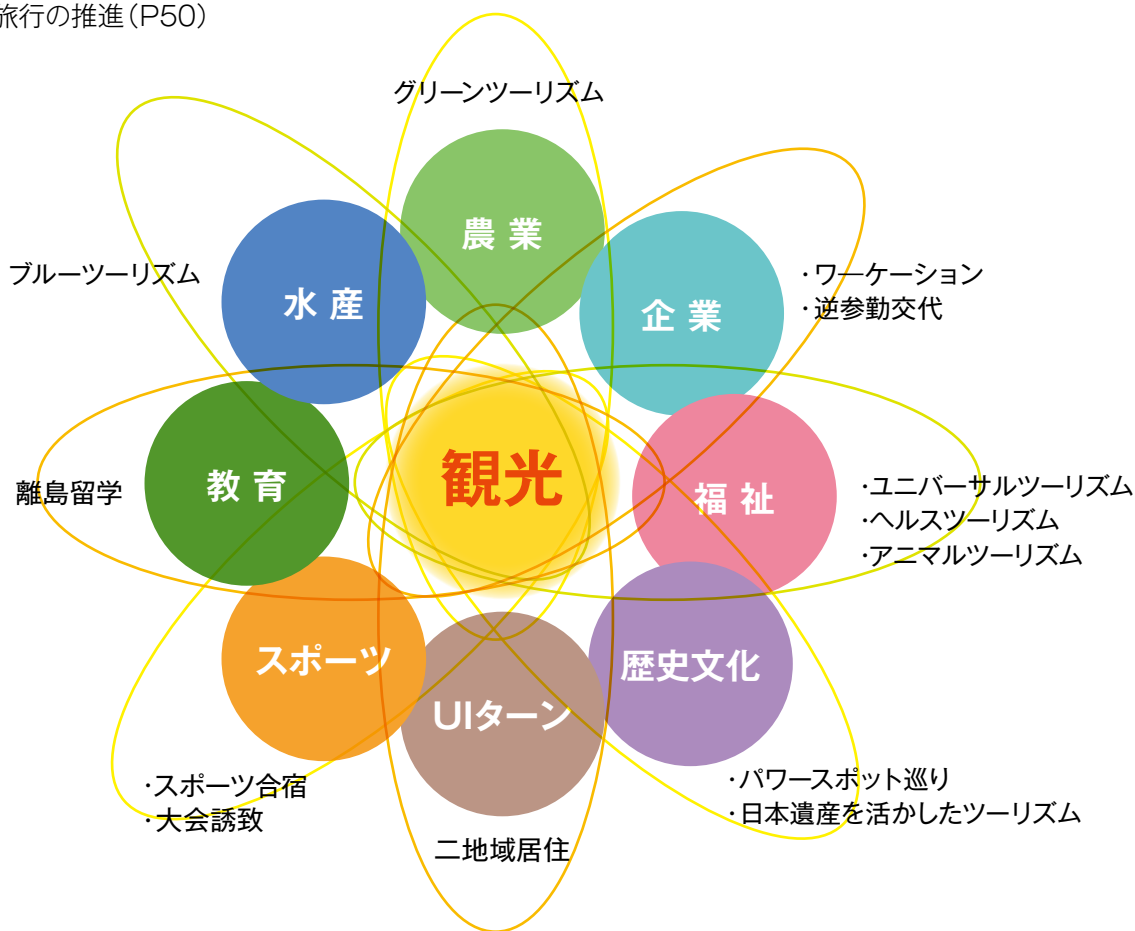 旅行の推進(P50)
グリーンツーリズム
農業
水産
ブルーツーリズム
企業
・ワーケーション
・逆参勤交代
観光
教育
離島留学
福祉
・ユニバーサルツーリズム
・ヘルスツーリズム
・アニマルツーリズム
スポーツ
・スポーツ合宿
・大会誘致
UIターン
二地域居住
歴史文化
・パワースポット巡り
・日本遺産を活かしたツーリズム